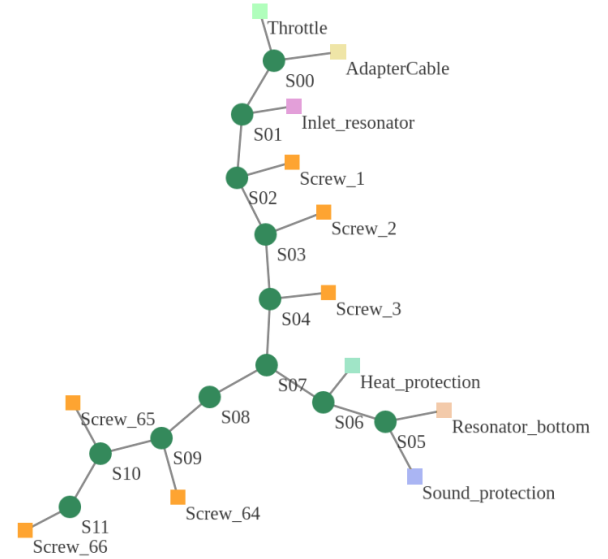 Throttle
AdapterCable
S00
Inlet_resonator
S01
Screw_1
S02
Screw_2
S03
Screw_3
S04
S07
Heat_protection
S06
S08
Screw_65
Resonator_bottom
S05
S09
S10
Sound_protection
Screw_64
S11
Screw_66